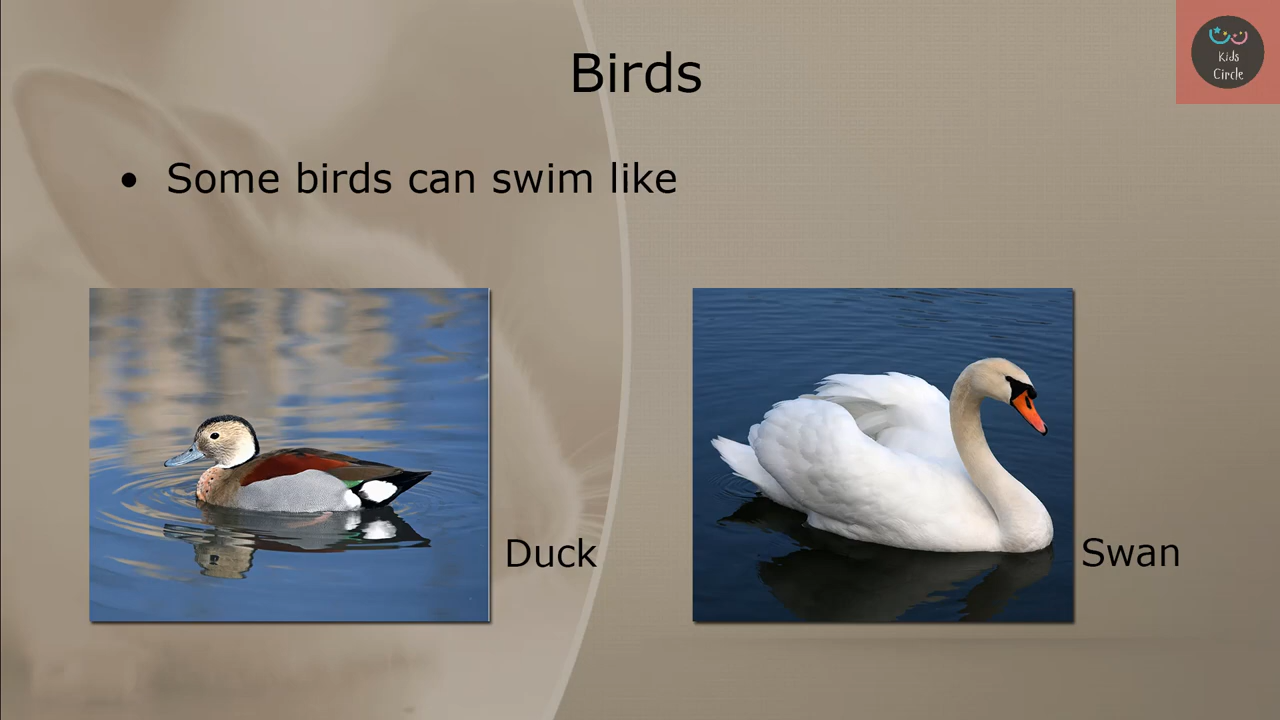 Birds
Kids
Circle
• Some birds can swim like
Duck
Swan